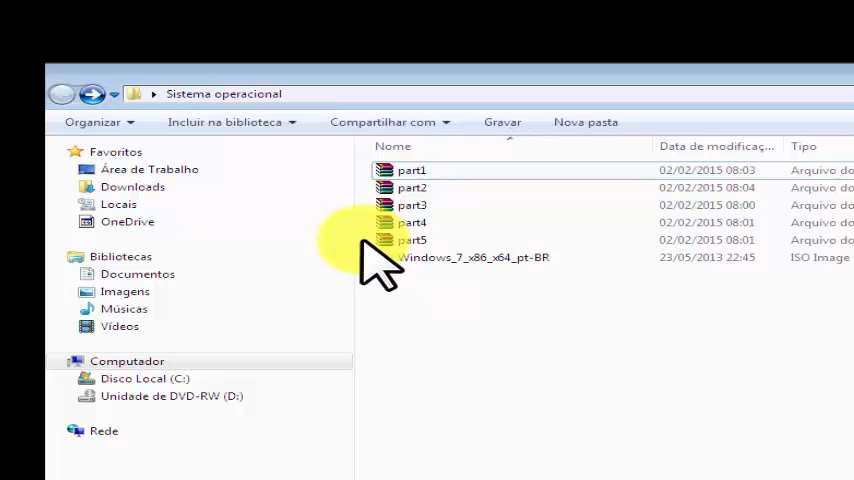 Sistema operacional
Organizar Incluir na biblioteca Compartilhar com Gravar Nova pasta
Nome Data de modificaç... Tipo
Favoritos
Área de Trabalho
Downloads
Locais
OneDrive
Bibliotecas
Documentos
Imagens
Músicas
Vídeos
Computador
Disco Local (C:)
Unidade de DVD-RW (D:)
Rede
part1 02/02/2015 08:03 Arquivo do
part2 02/02/2015 08:04 Arquivo do
part3 02/02/2015 08:00 Arquivo do
part4 02/02/2015 08:01 Arquivo do
part5 02/02/2015 08:01 Arquivo do
Windows_7_x86_x64_pt-BR 23/05/2013 22:45 ISO Image